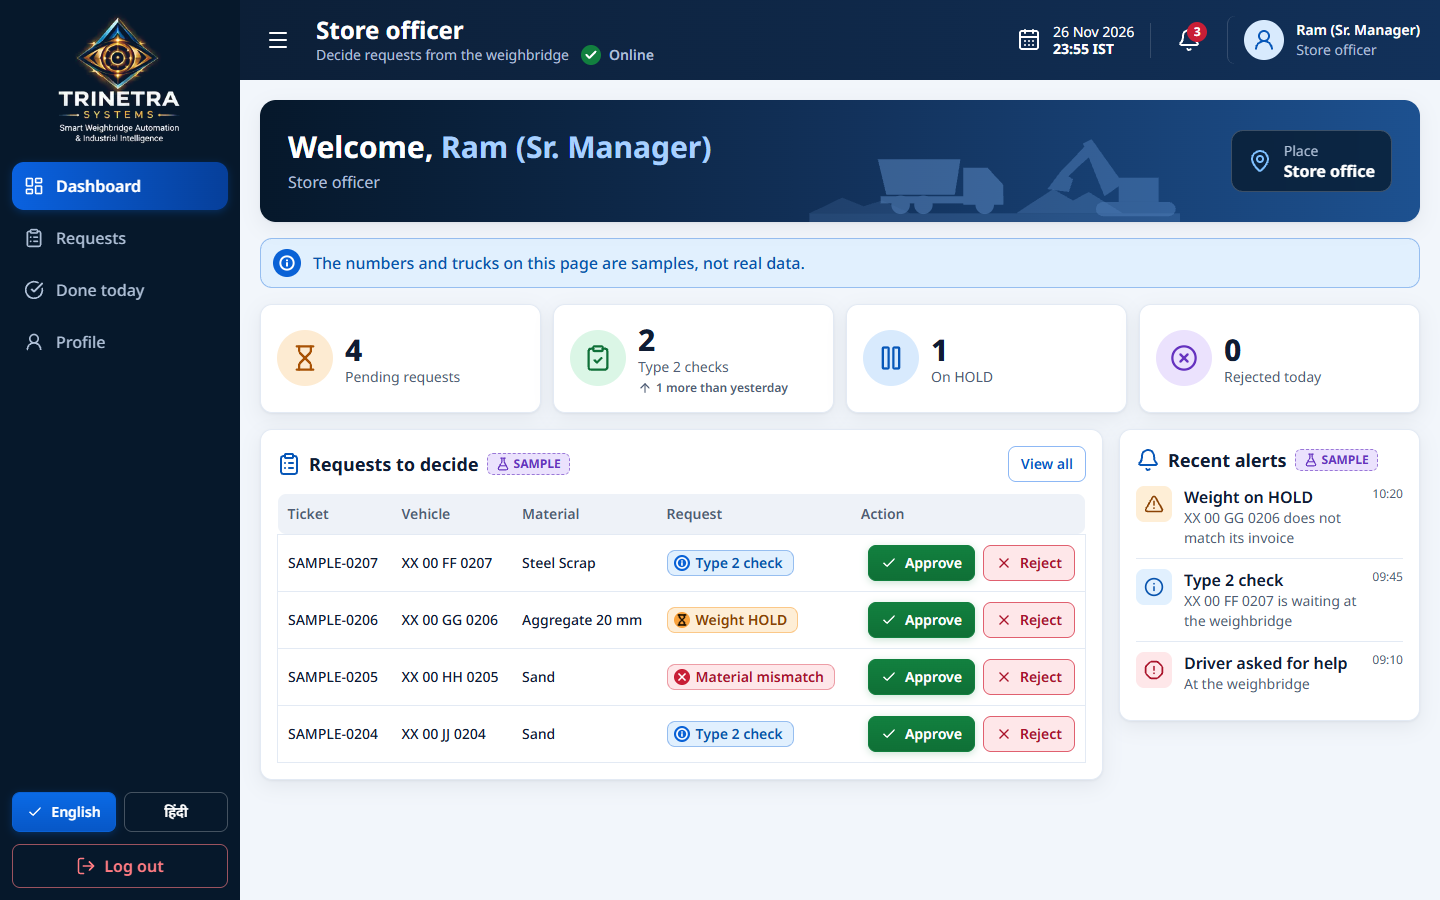 TRINETRA
SYSTEMS
Smart Weighbridge Automation
& Industrial Intelligence
Dashboard
Requests
Done today
Profile
English
हिंदी
Log out
Store officer
Decide requests from the weighbridge
Online
26 Nov 2026
23:55 IST
3
Ram (Sr. Manager)
Store officer
Welcome, Ram (Sr. Manager)
Store officer
Place
Store office
The numbers and trucks on this page are samples, not real data.
4
Pending requests
2
Type 2 checks
1 more than yesterday
1
On HOLD
0
Rejected today
Requests to decide
SAMPLE
View all
Ticket Vehicle Material Request Action
SAMPLE-0207 XX 00 FF 0207 Steel Scrap Type 2 check Approve Reject
SAMPLE-0206 XX 00 GG 0206 Aggregate 20 mm Weight HOLD Approve Reject
SAMPLE-0205 XX 00 HH 0205 Sand Material mismatch Approve Reject
SAMPLE-0204 XX 00 JJ 0204 Sand Type 2 check Approve Reject
Recent alerts
SAMPLE
Weight on HOLD 10:20
XX 00 GG 0206 does not
match its invoice
Type 2 check 09:45
XX 00 FF 0207 is waiting at
the weighbridge
Driver asked for help 09:10
At the weighbridge